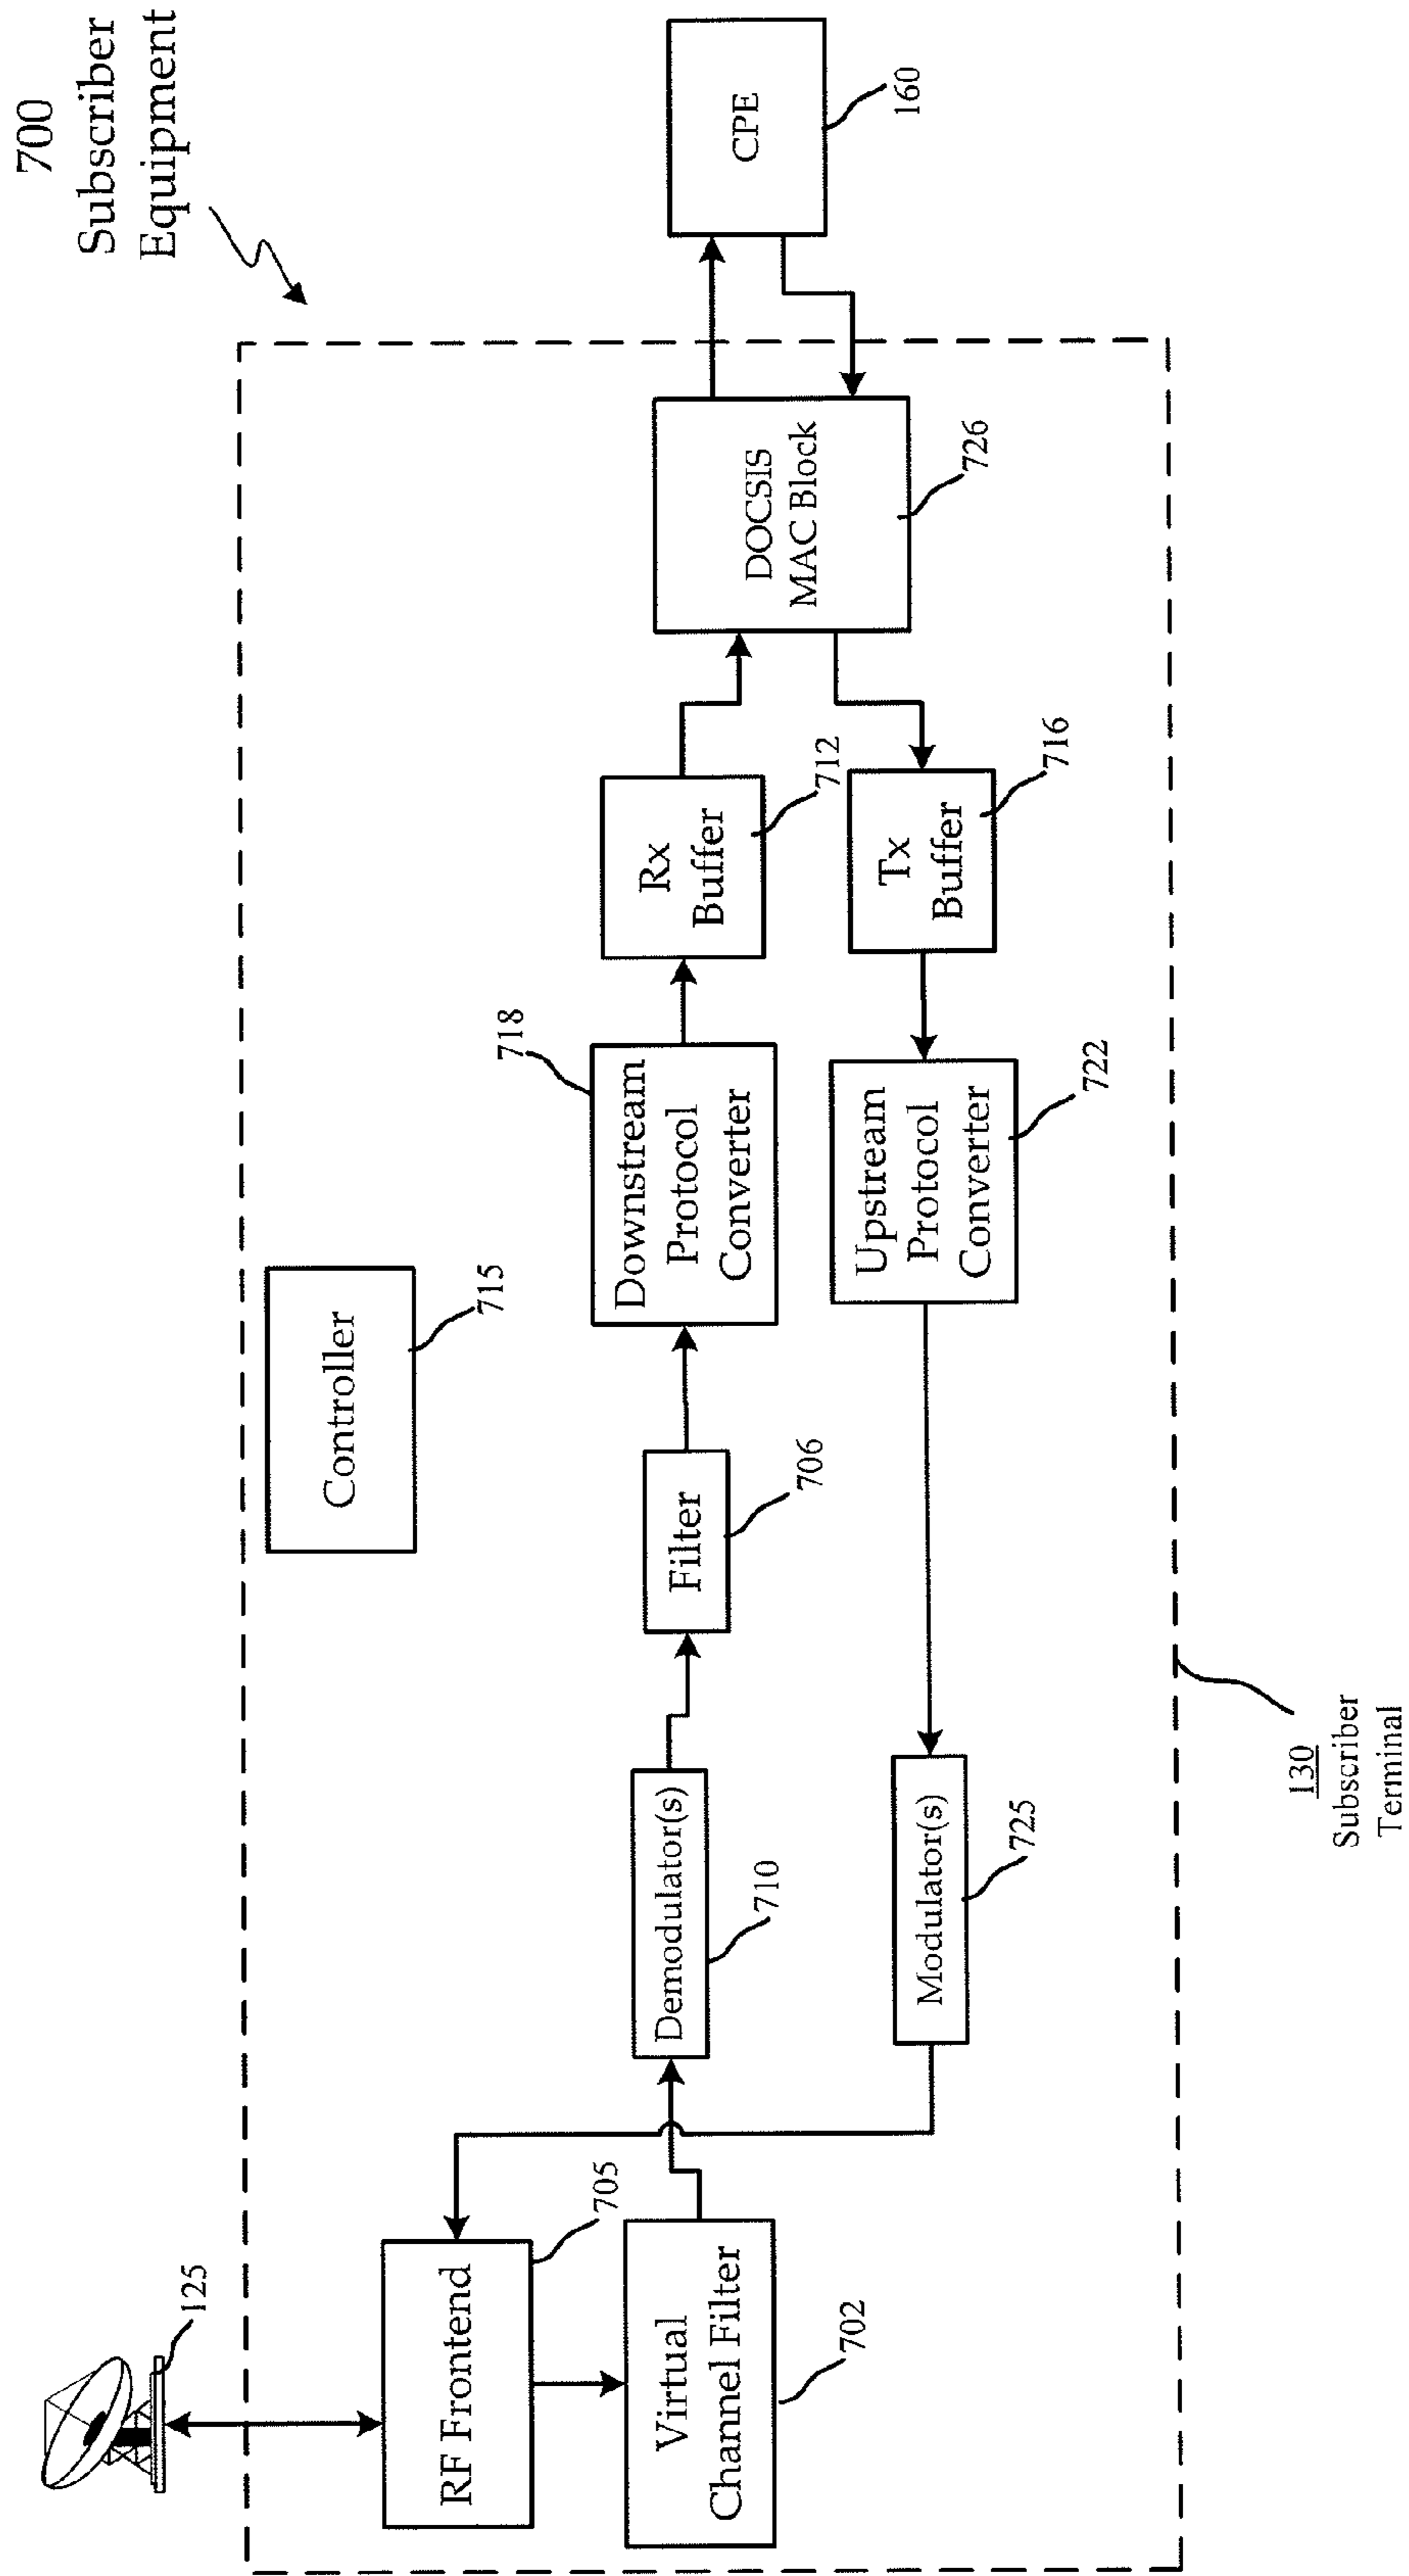 700
Subscriber
Equipment
125
RF Frontend
705
Virtual
Channel Filter
702
Controller
715
Demodulator(s)
710
Filter
706
Downstream
Protocol
Converter
718
Rx
Buffer
712
DOCSIS
MAC Block
726
CPE
160
Modulator(s)
725
Upstream
Protocol
Converter
722
Tx
Buffer
716
130
Subscriber
Terminal